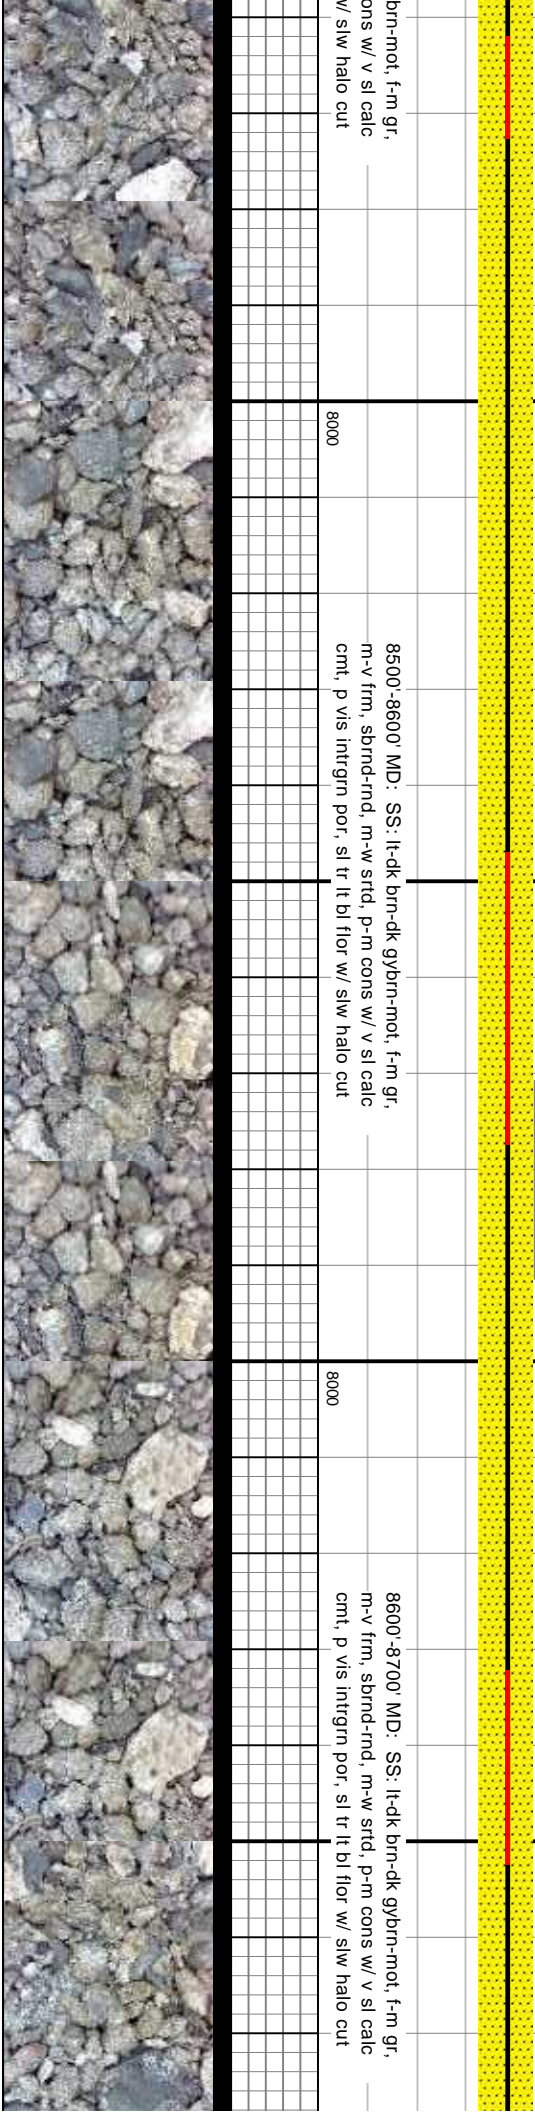 brn-mot, f-m gr,
ons w/ v sl calc
w/ slw halo cut
8000
8500'-8600' MD: SS: lt-dk brn-dk gybrn-mot, f-m gr,
m-v frm, sbrnd-rnd, m-w srtd, p-m cons w/ v sl calc
cmt, p vis intrgrn por, sl tr lt bl flor w/ slw halo cut
8000
8600'-8700' MD: SS: lt-dk brn-dk gybrn-mot, f-m gr,
m-v frm, sbrnd-rnd, m-w srtd, p-m cons w/ v sl calc
cmt, p vis intrgrn por, sl tr lt bl flor w/ slw halo cut